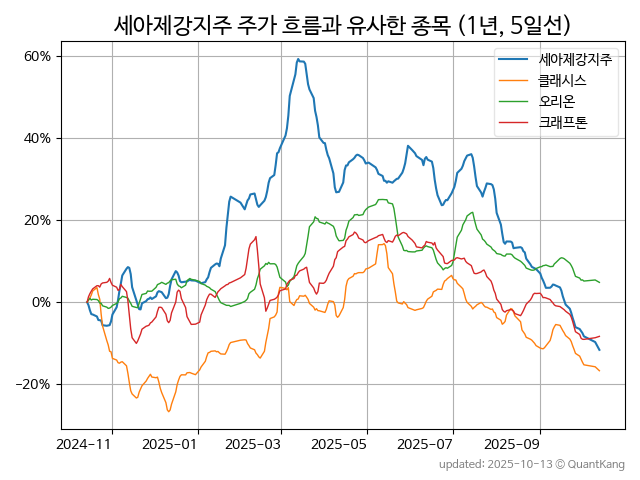 세아제강지주 주가 흐름과 유사한 종목 (1년, 5일선)
60%
40%
20%
0%
−20%
세아제강지주
클래시스
오리온
크래프톤
2024-11
2025-01
2025-03
2025-05
2025-07
2025-09
updated: 2025-10-13 © QuantKang